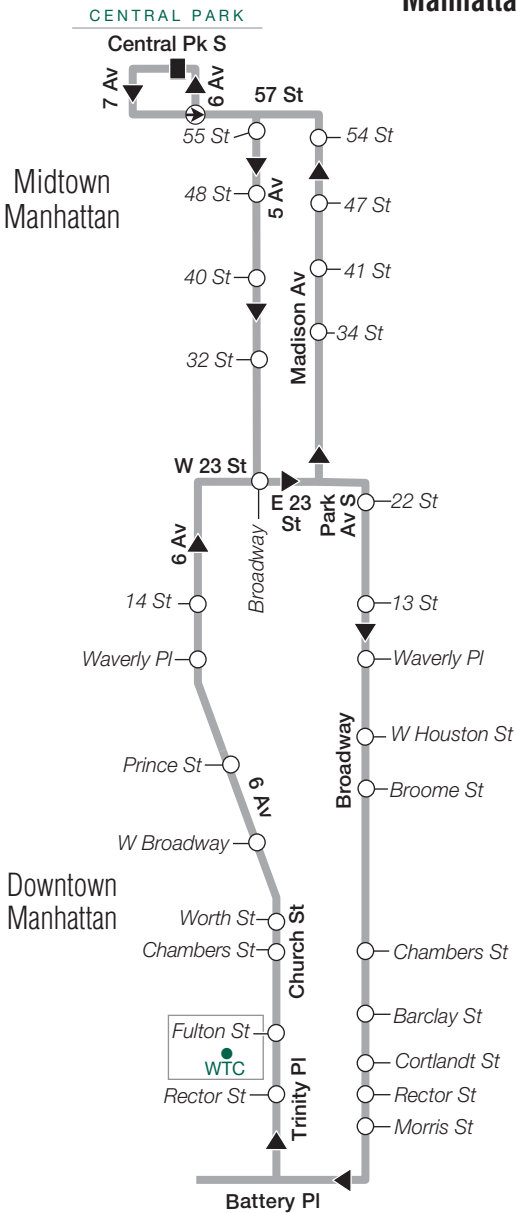 Manhatta
CENTRAL PARK
Central Pk S
7 Av
6 Av
57 St
55 St
54 St
Midtown
Manhattan
48 St
5 Av
47 St
40 St
41 St
Madison Av
34 St
32 St
W 23 St
E 23
St
Park
Av S
22 St
6 Av
Broadway
14 St
13 St
Waverly Pl
Waverly Pl
Broadway
W Houston St
Prince St
6 Av
Broome St
W Broadway
Downtown
Manhattan
Worth St
Church St
Chambers St
Chambers St
Barclay St
Fulton St
WTC
Cortlandt St
Trinity Pl
Rector St
Rector St
Morris St
Battery Pl